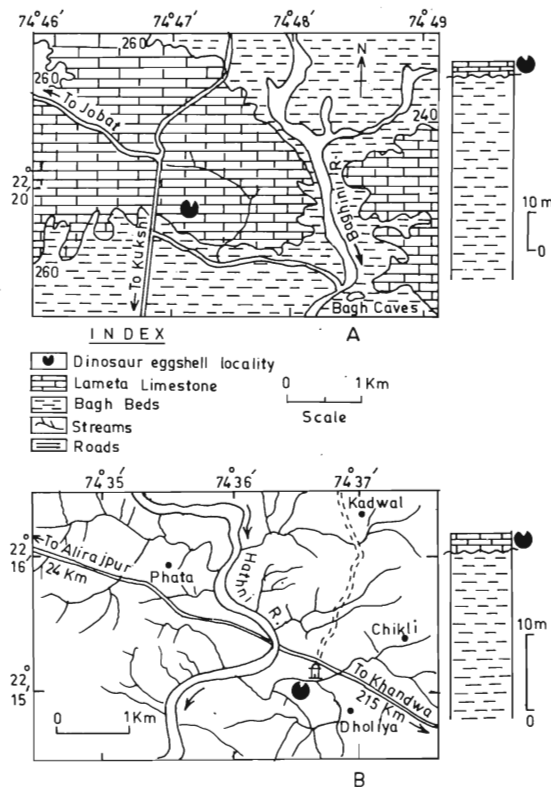 74°46' 74°47' 74°48' 74°49'
260
N
260
To Jobat
240
22°
20'
Baghini R.
10 m
0
To Kukshi
260
Bagh Caves
INDEX
A
Dinosaur eggshell locality
Lameta Limestone
Bagh Beds
Streams
Roads
0 1 Km
Scale
74°35' 74°36' 74°37'
Kadwal
To Alirajpur
24 Km
22°
16'
Phata
Hathni R.
Chikli
10m
0
22°
15'
To Khandwa
215 Km
0 1Km
Dholiya
B